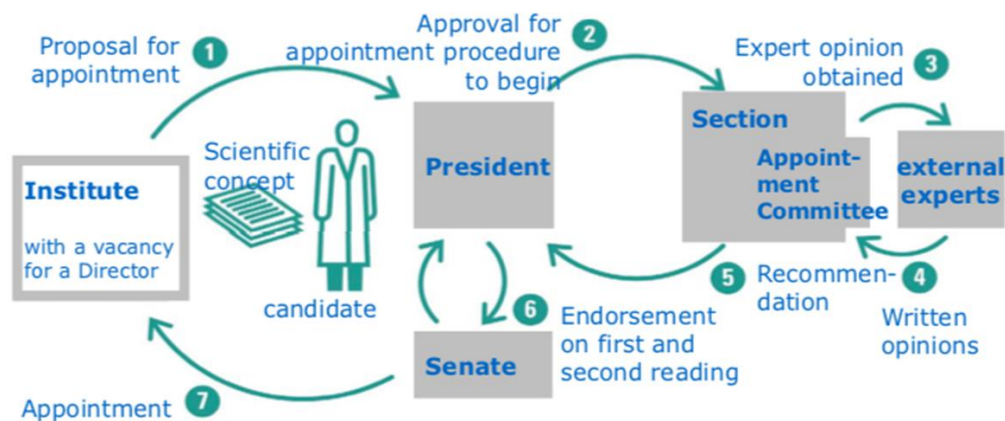 Proposal for
appointment
1
Approval for
appointment procedure
to begin
2
Expert opinion
obtained
3
Institute
with a vacancy
for a Director
Scientific
concept
candidate
President
Section
Appoint-
ment
Committee
external
experts
5
Recommen-
dation
4
Written
opinions
6
Endorsement
on first and
second reading
Senate
Appointment
7